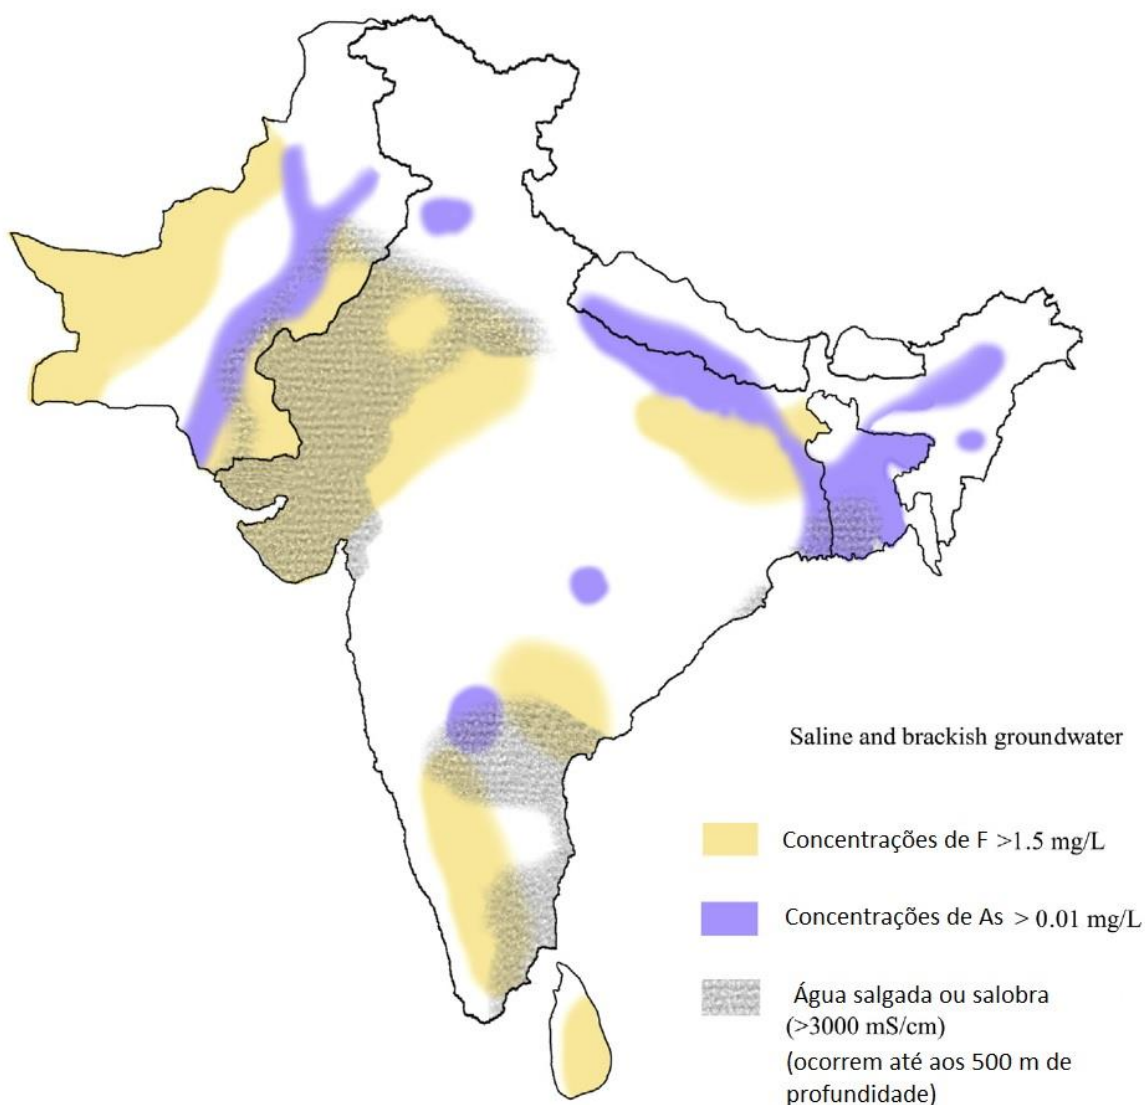 Saline and brackish groundwater
Concentrações de F >1.5 mg/L
Concentrações de As > 0.01 mg/L
Água salgada ou salobra
(>3000 mS/cm)
(ocorrem até aos 500 m de
profundidade)